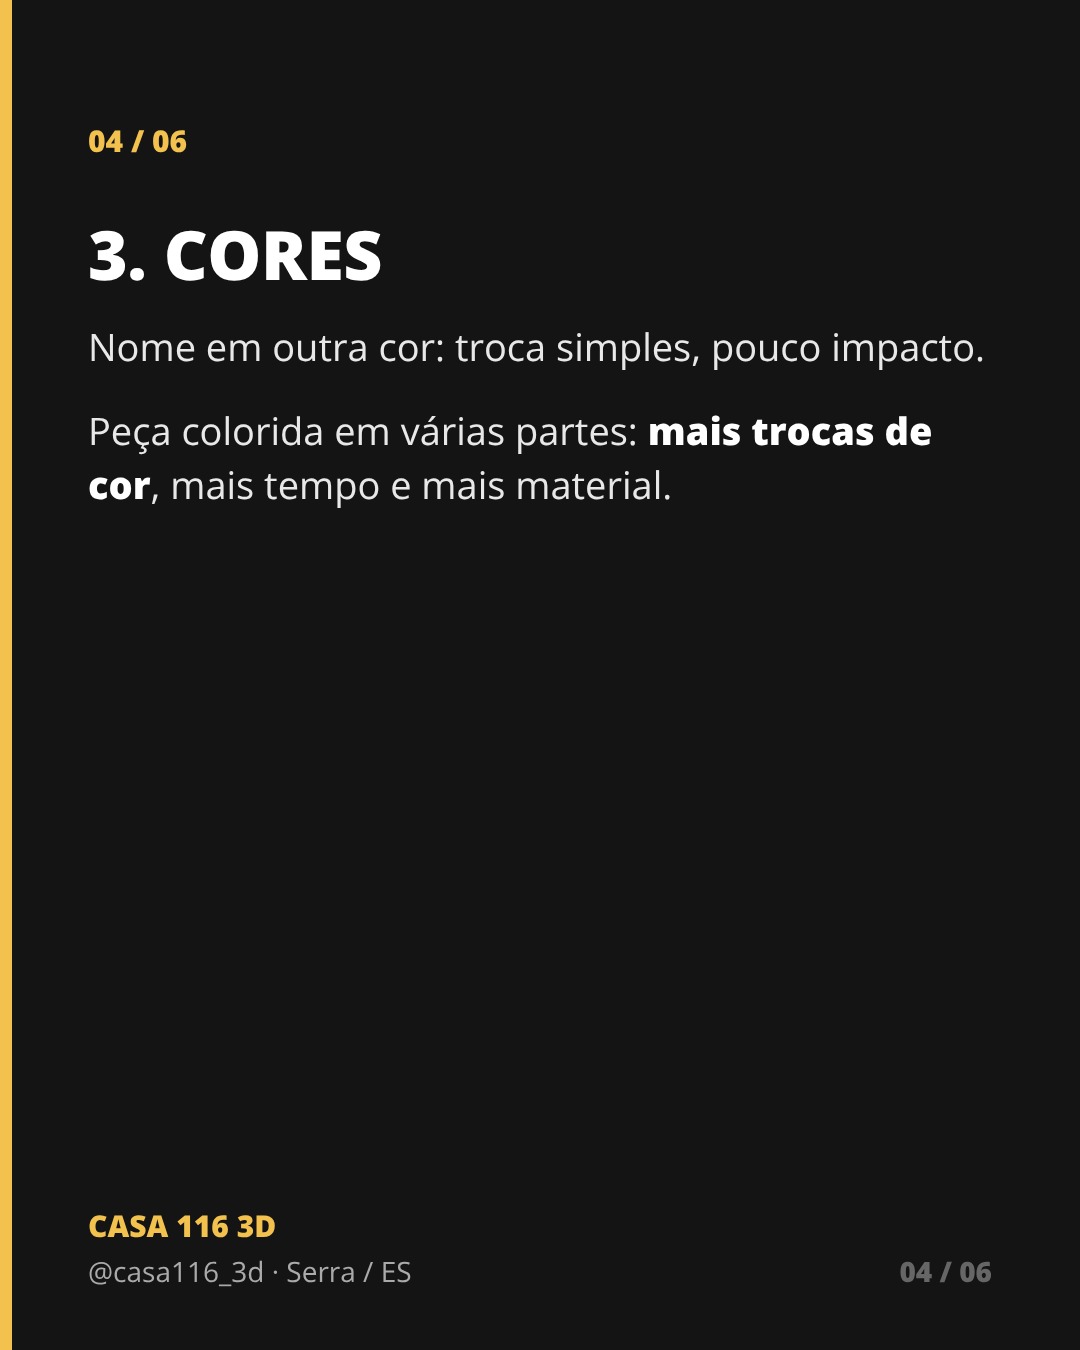 04 / 06
3. CORES
Nome em outra cor: troca simples, pouco impacto.
Peça colorida em várias partes: mais trocas de
cor, mais tempo e mais material.
CASA 116 3D
@casa116_3d · Serra / ES
04 / 06